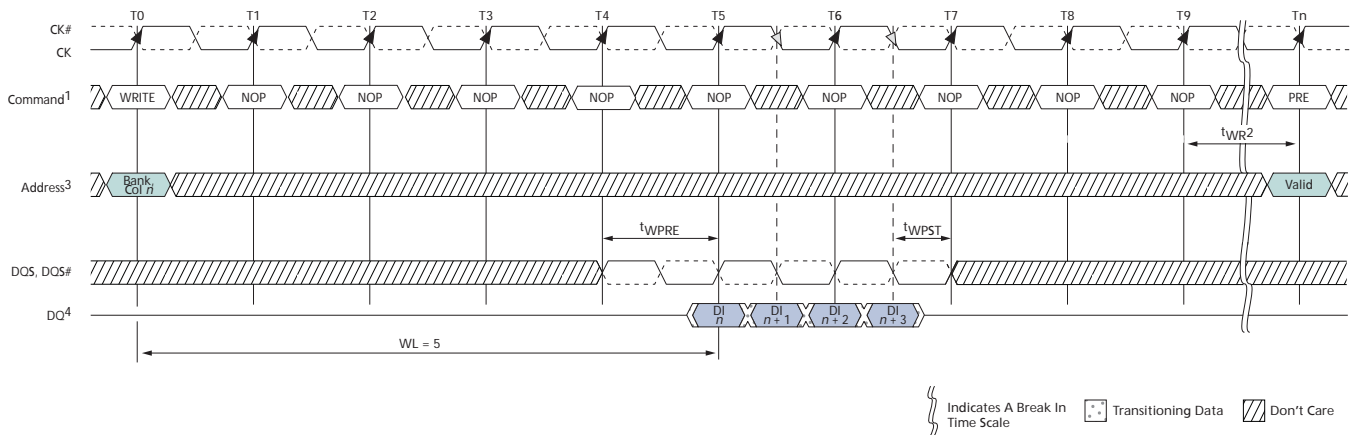 T0 T1 T2 T3 T4 T5 T6 T7 T8 T9 Tn
CK#
CK
Command1 WRITE NOP NOP NOP NOP NOP NOP NOP NOP NOP PRE
tWR2
Address3 Bank, Col n Valid
tWPRE tWPST
DQS, DQS#
DQ4 DI n DI n + 1 DI n + 2 DI n + 3
WL = 5
Indicates A Break In
Time Scale
Transitioning Data
Don't Care